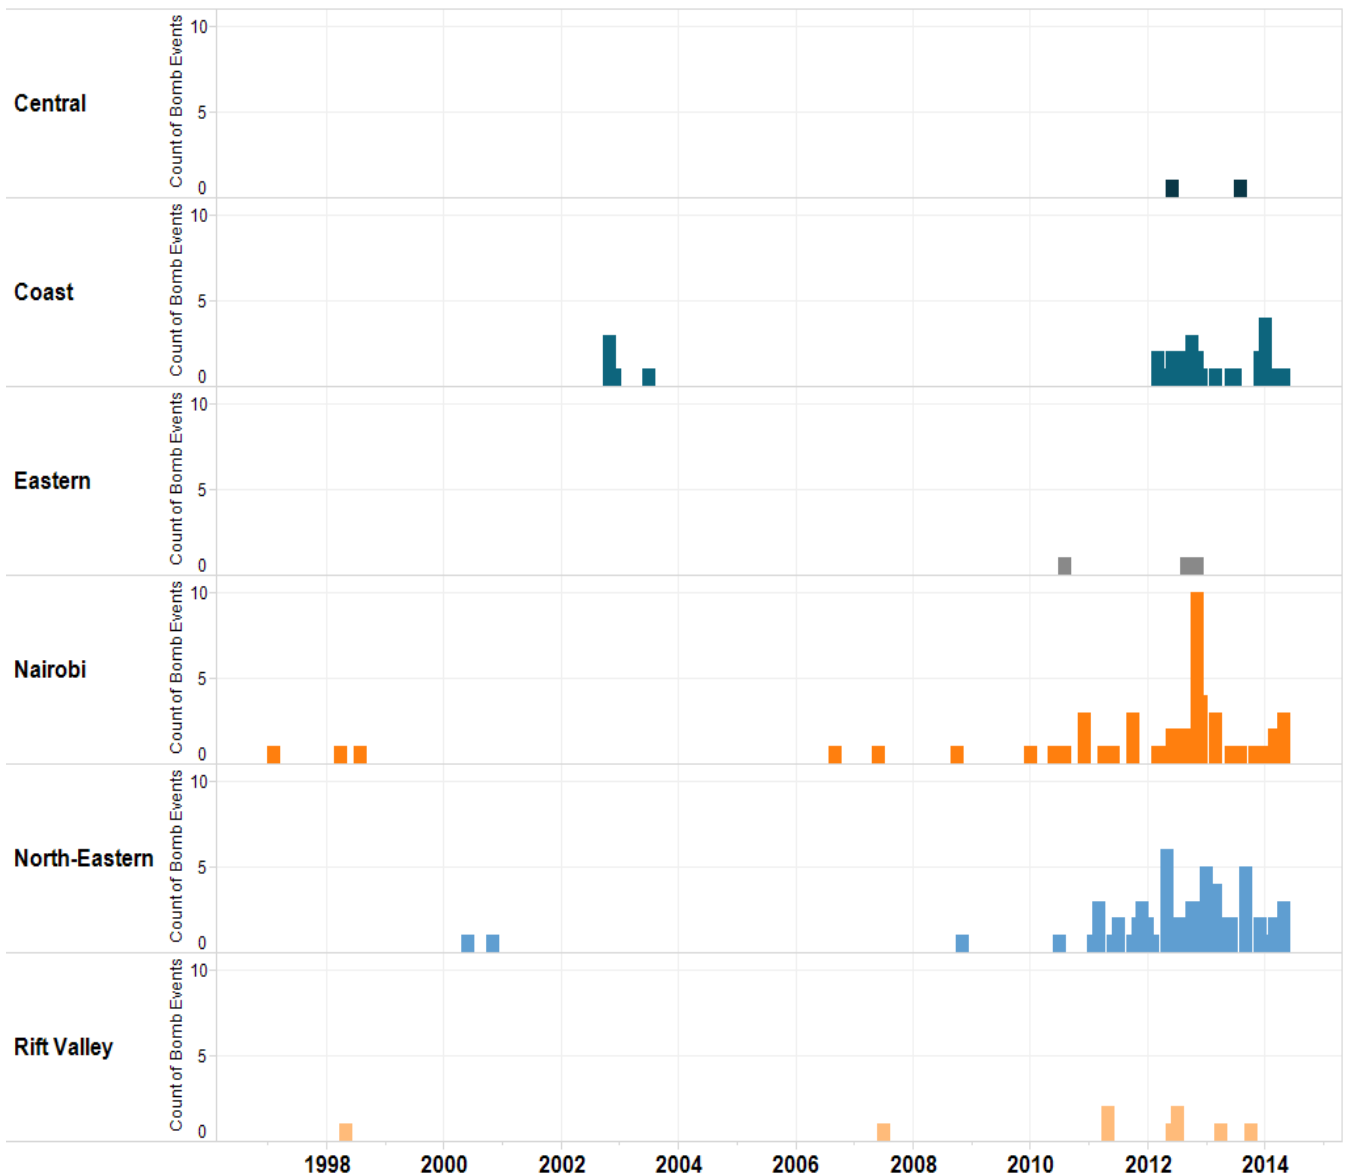 Central
Count of Bomb Events
10
5
0
Coast
Count of Bomb Events
10
5
0
Eastern
Count of Bomb Events
10
5
0
Nairobi
Count of Bomb Events
10
5
0
North-Eastern
Count of Bomb Events
10
5
0
Rift Valley
Count of Bomb Events
10
5
0
1998 2000 2002 2004 2006 2008 2010 2012 2014